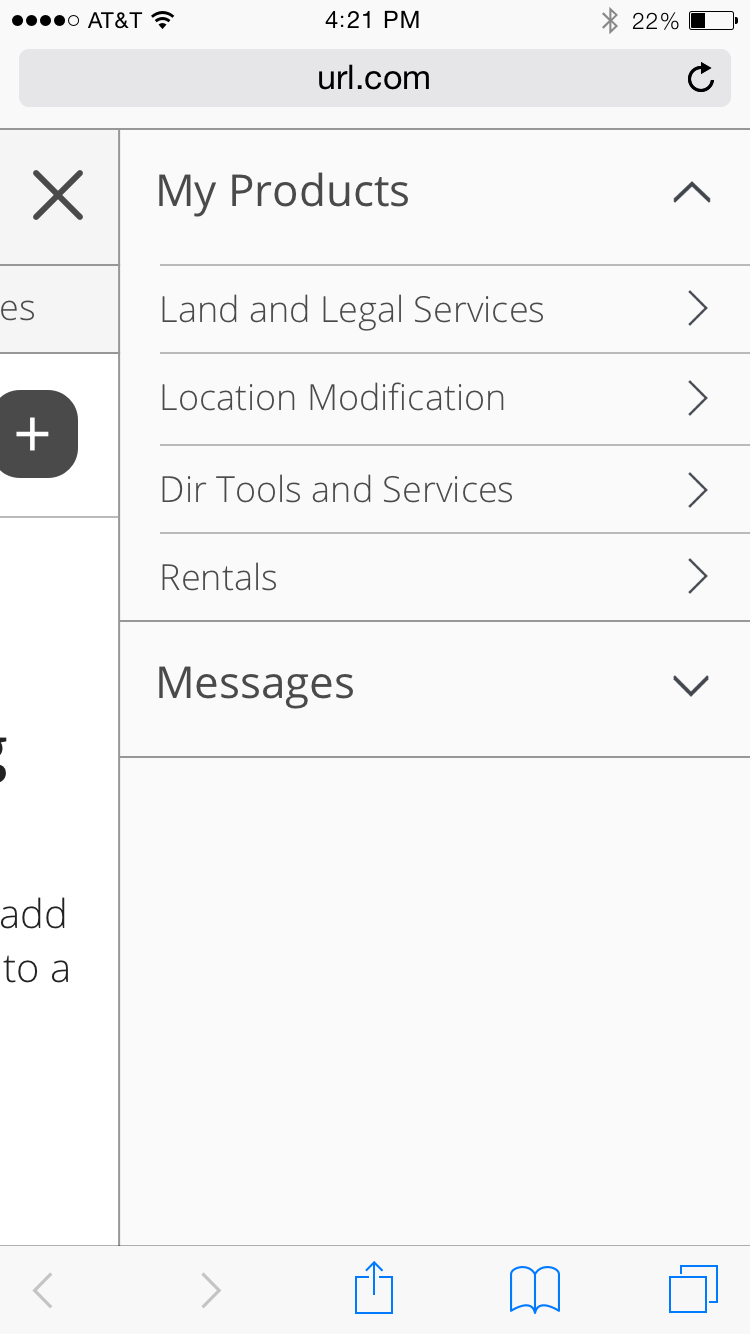 AT&T 4:21 PM 22%
url.com
My Products
es
Land and Legal Services
Location Modification
+
Dir Tools and Services
Rentals
Messages
g
add
to a